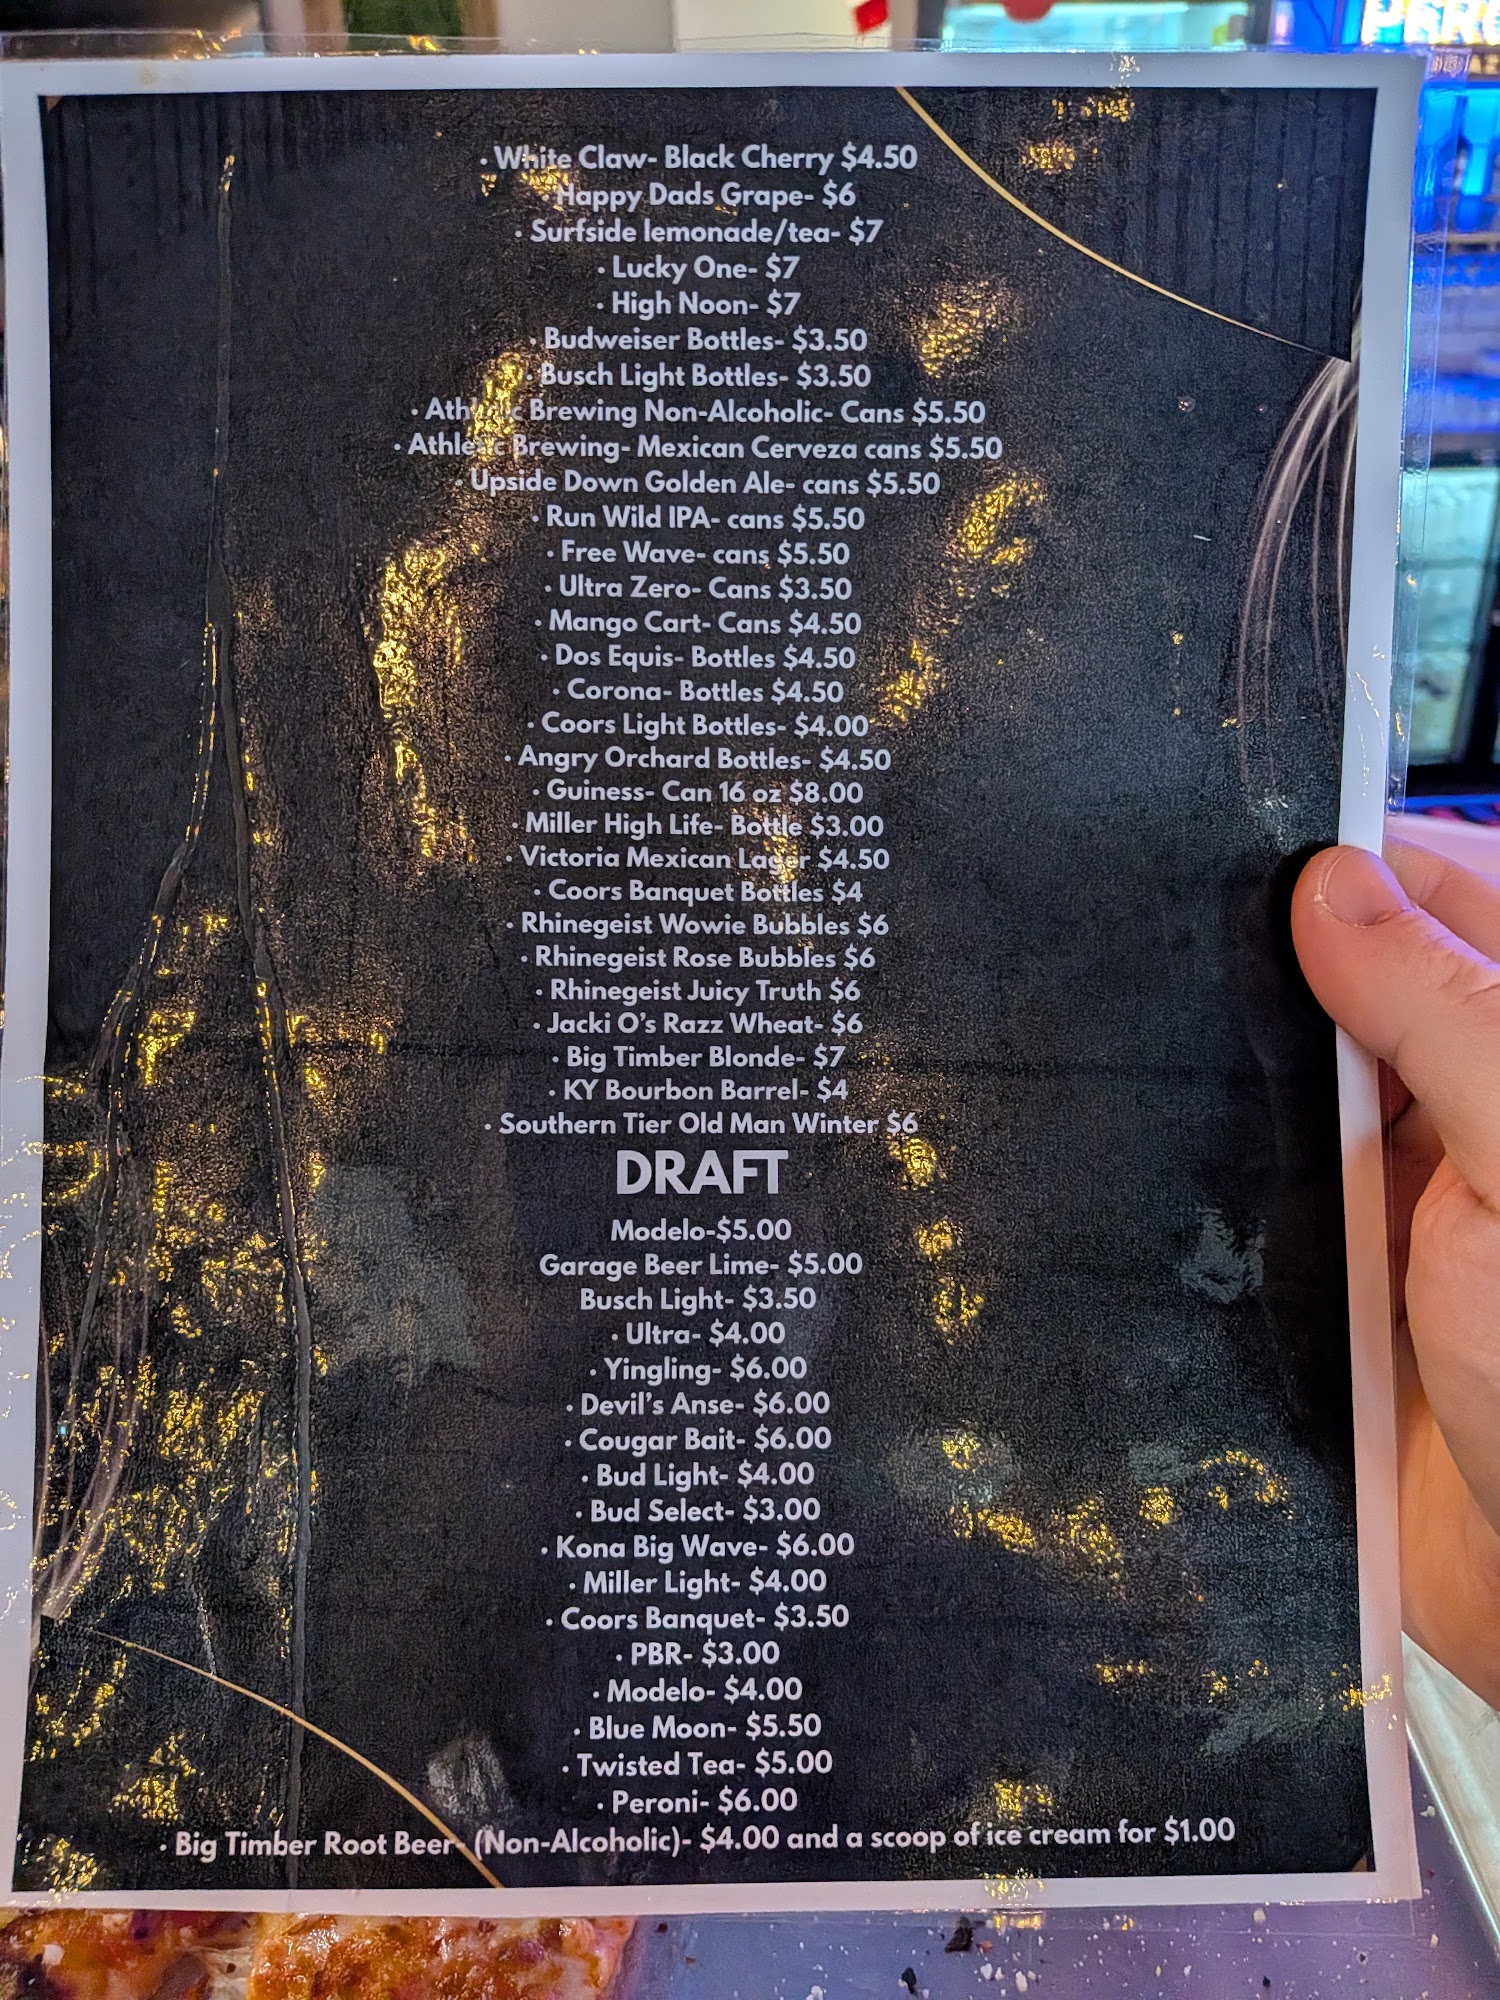 • White Claw- Black Cherry $4.50
Happy Dads Grape- $6
• Surfside lemonade/tea- $7
• Lucky One- $7
• High Noon- $7
• Budweiser Bottles- $3.50
• Busch Light Bottles- $3.50
• Athletic Brewing Non-Alcoholic- Cans $5.50
• Athletic Brewing- Mexican Cerveza cans $5.50
• Upside Down Golden Ale- cans $5.50
• Run Wild IPA- cans $5.50
• Free Wave- cans $5.50
• Ultra Zero- Cans $3.50
• Mango Cart- Cans $4.50
• Dos Equis- Bottles $4.50
• Corona- Bottles $4.50
• Coors Light Bottles- $4.00
• Angry Orchard Bottles- $4.50
• Guiness- Can 16 oz $8.00
• Miller High Life- Bottle $3.00
• Victoria Mexican Lager $4.50
• Coors Banquet Bottles $4
• Rhinegeist Wowie Bubbles $6
• Rhinegeist Rose Bubbles $6
• Rhinegeist Juicy Truth $6
• Jacki O's Razz Wheat- $6
• Big Timber Blonde- $7
• KY Bourbon Barrel- $4
• Southern Tier Old Man Winter $6
DRAFT
Modelo-$5.00
Garage Beer Lime- $5.00
Busch Light- $3.50
• Ultra- $4.00
• Yingling- $6.00
• Devil's Anse- $6.00
• Cougar Bait- $6.00
• Bud Light- $4.00
• Bud Select- $3.00
• Kona Big Wave- $6.00
• Miller Light- $4.00
• Coors Banquet- $3.50
• PBR- $3.00
• Modelo- $4.00
• Blue Moon- $5.50
• Twisted Tea- $5.00
• Peroni- $6.00
• Big Timber Root Beer- (Non-Alcoholic)- $4.00 and a scoop of ice cream for $1.00